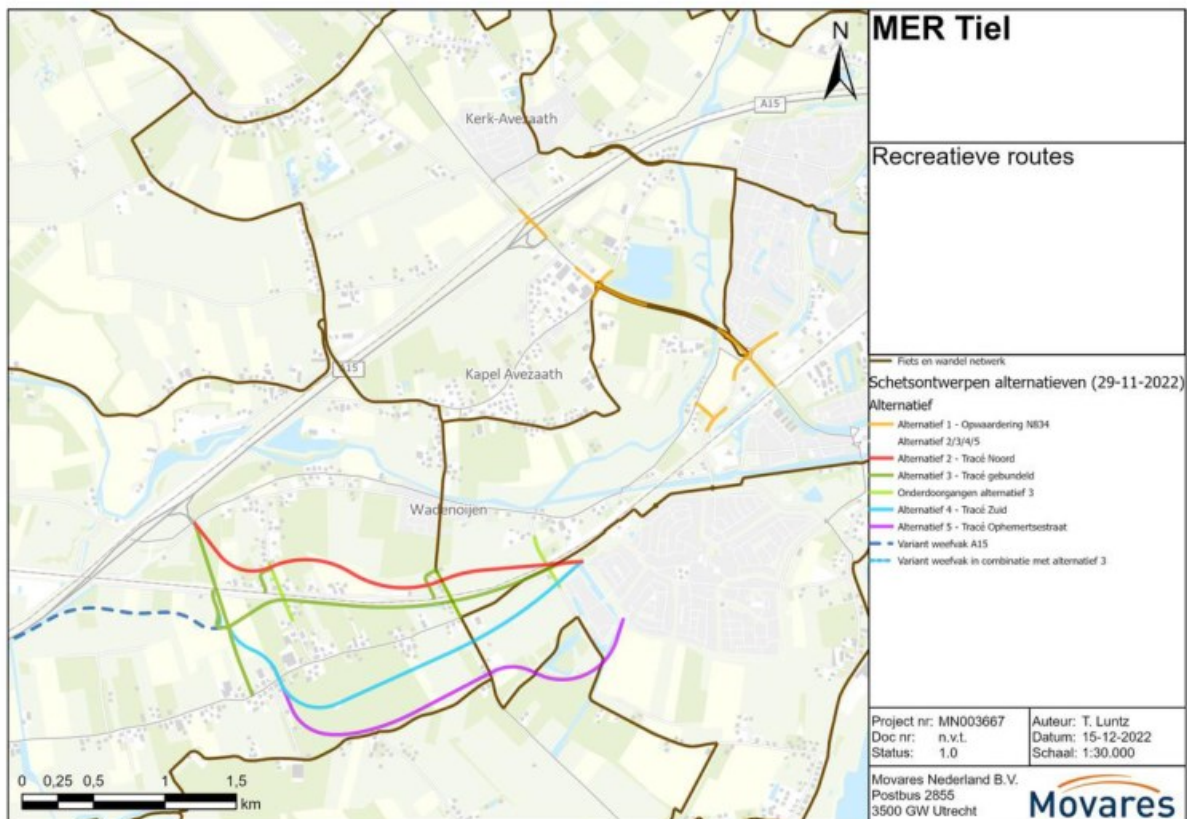 MER Tiel
Recreatieve routes
N
A15
Kerk-Avezaath
A15
Kapel Avezaath
Wadenoijen
0 0,25 0,5 1 1,5
km
Fiets en wandel netwerk
Schetsontwerpen alternatieven (29-11-2022)
Alternatief
Alternatief 1 - Opwaardering N834
Alternatief 2/3/4/5
Alternatief 2 - Tracé Noord
Alternatief 3 - Tracé gebundeld
Onderdoorgangen alternatief 3
Alternatief 4 - Tracé Zuid
Alternatief 5 - Tracé Ophemertsestraat
Variant weefvak A15
Variant weefvak in combinatie met alternatief 3
Project nr: MN003667
Doc nr: n.v.t.
Status: 1.0
Auteur: T. Luntz
Datum: 15-12-2022
Schaal: 1:30.000
Movares Nederland B.V.
Postbus 2855
3500 GW Utrecht
Movares